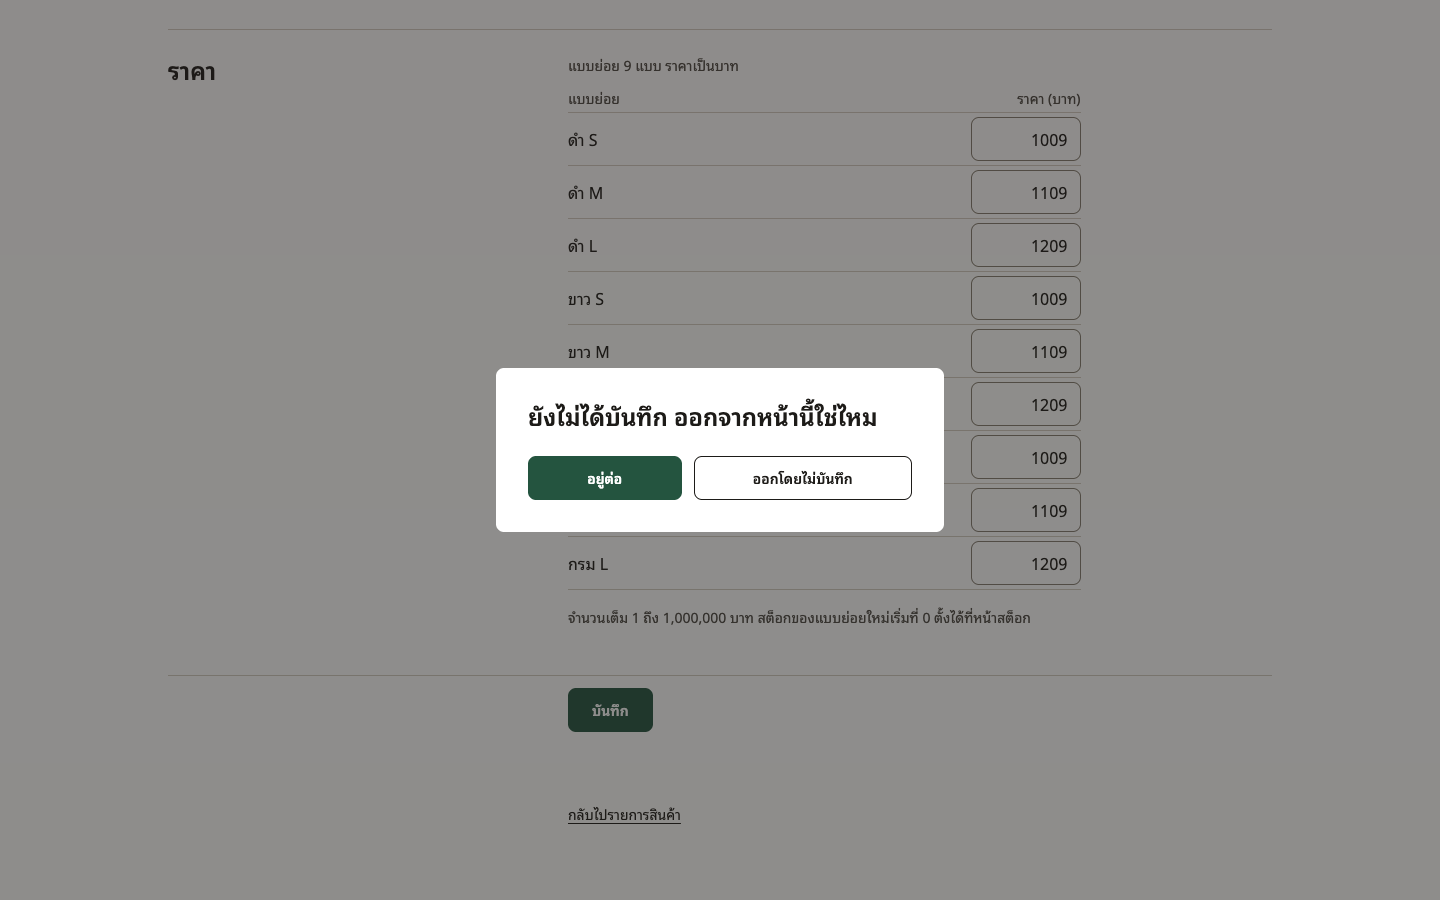 ราคา
แบบย่อย 9 แบบ ราคาเป็นบาท
แบบย่อย ราคา (บาท)
ดำ S 1009
ดำ M 1109
ดำ L 1209
ขาว S 1009
ขาว M 1109
1209
ยังไม่ได้บันทึก ออกจากหน้านี้ใช่ไหม
1009
อยู่ต่อ ออกโดยไม่บันทึก
1109
กรม L 1209
จำนวนเต็ม 1 ถึง 1,000,000 บาท สต็อกของแบบย่อยใหม่เริ่มที่ 0 ตั้งได้ที่หน้าสต็อก
บันทึก
กลับไปรายการสินค้า